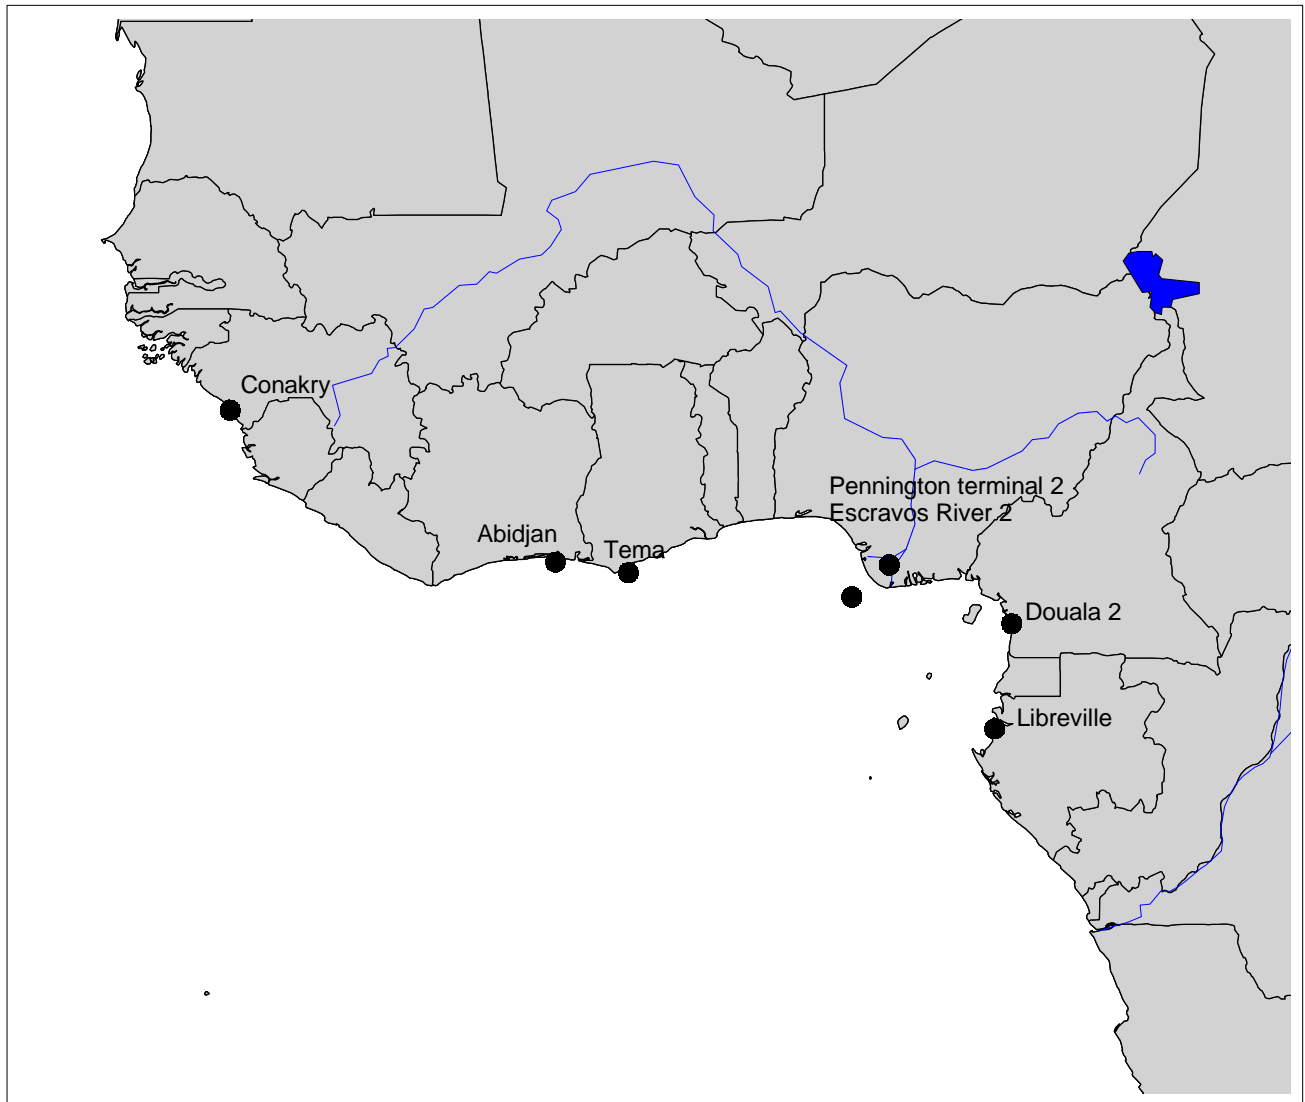 Conakry
Pennington terminal 2
Escravos River 2
Abidjan
Tema
Douala 2
Libreville